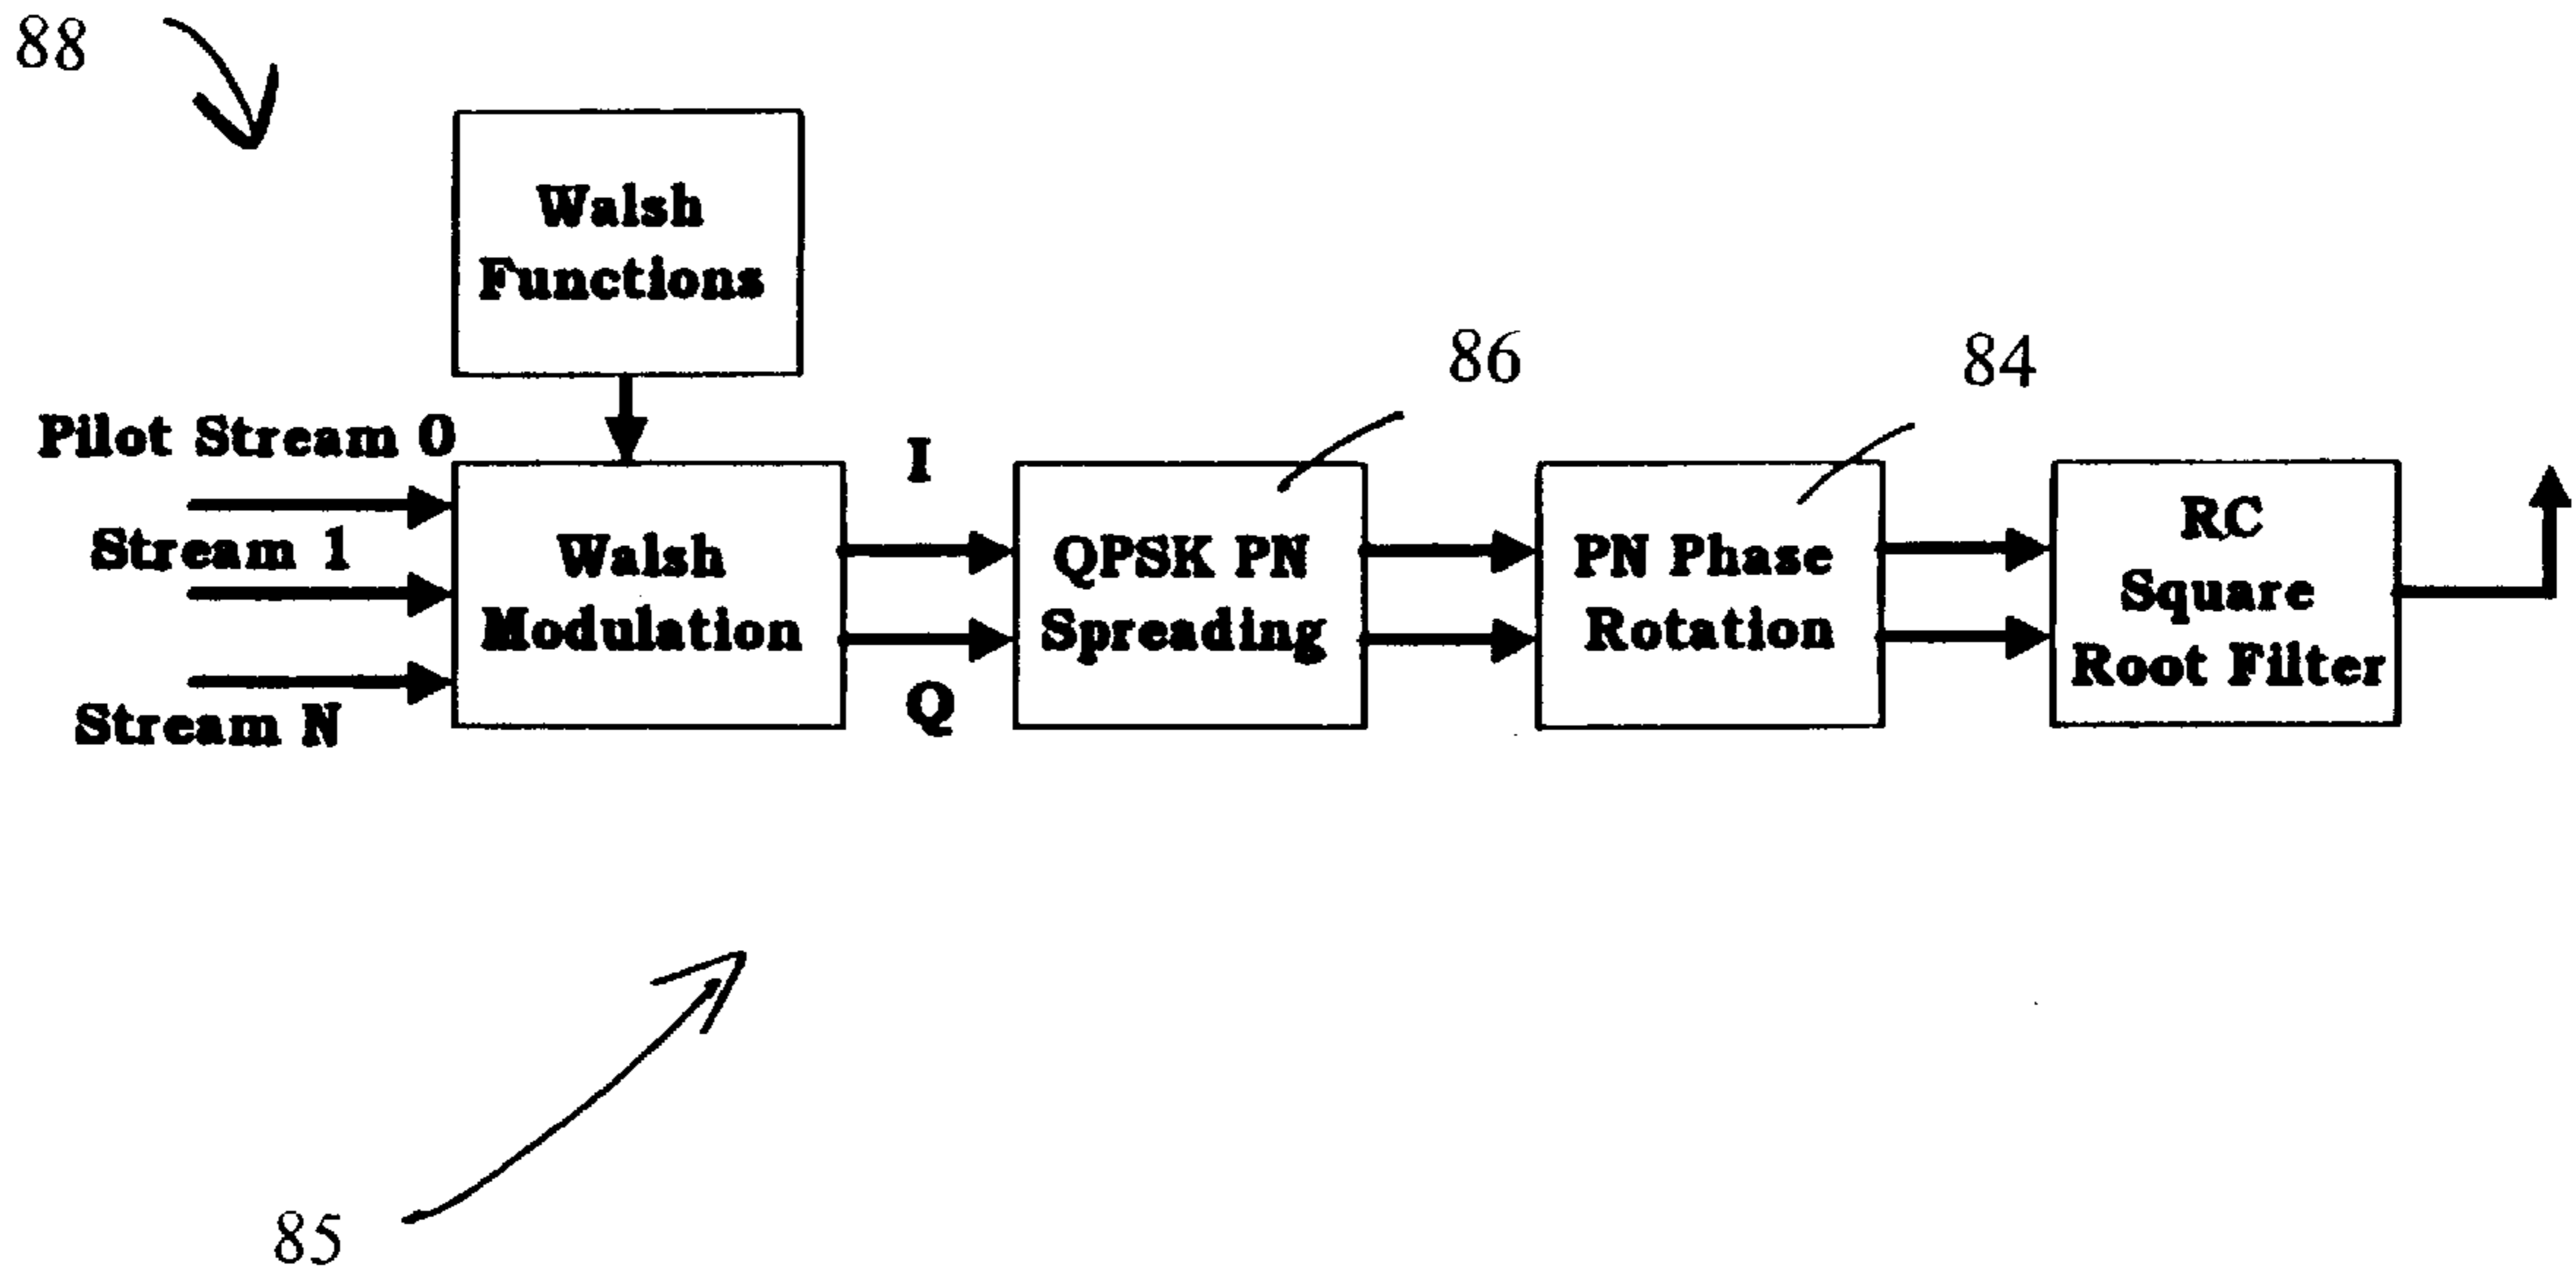 88
Walsh
Functions
86
84
Pilot Stream 0
Stream 1
Stream N
Walsh
Modulation
I
Q
QPSK PN
Spreading
PN Phase
Rotation
RC
Square
Root Filter
85